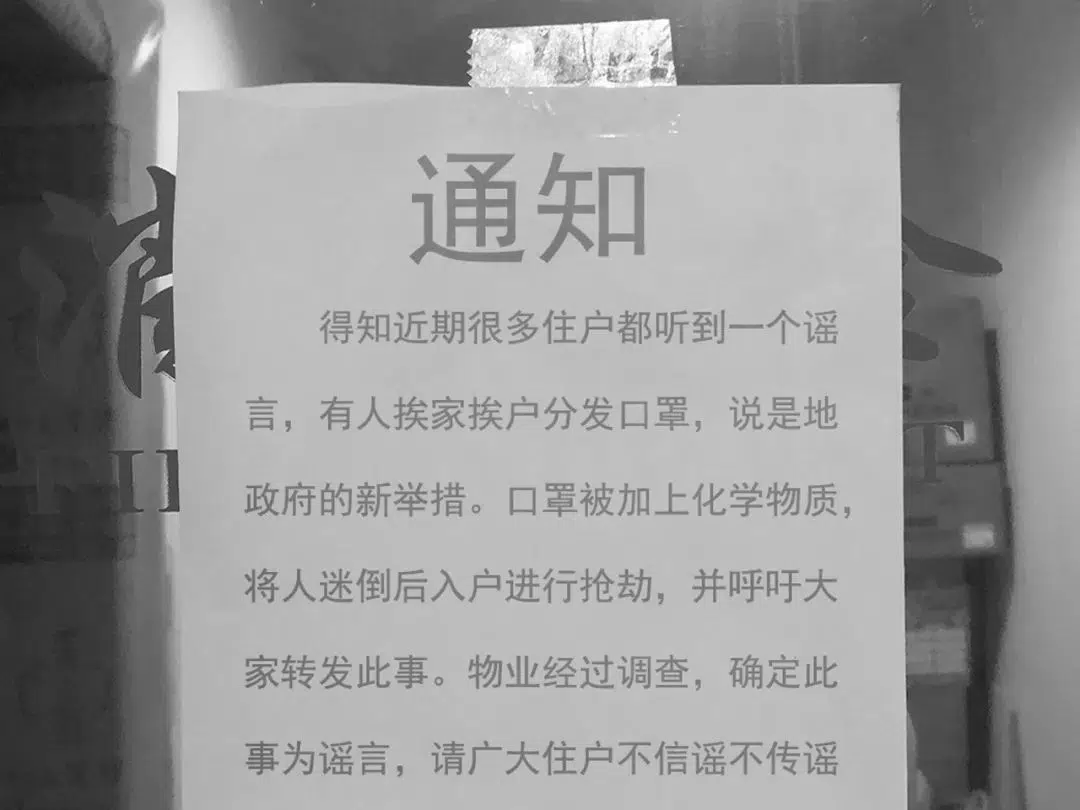 通知
得知近期很多住户都听到一个谣
言，有人挨家挨户分发口罩，说是地
政府的新举措。口罩被加上化学物质，
将人迷倒后入户进行抢劫，并呼吁大
家转发此事。物业经过调查，确定此
事为谣言，请广大住户不信谣不传谣